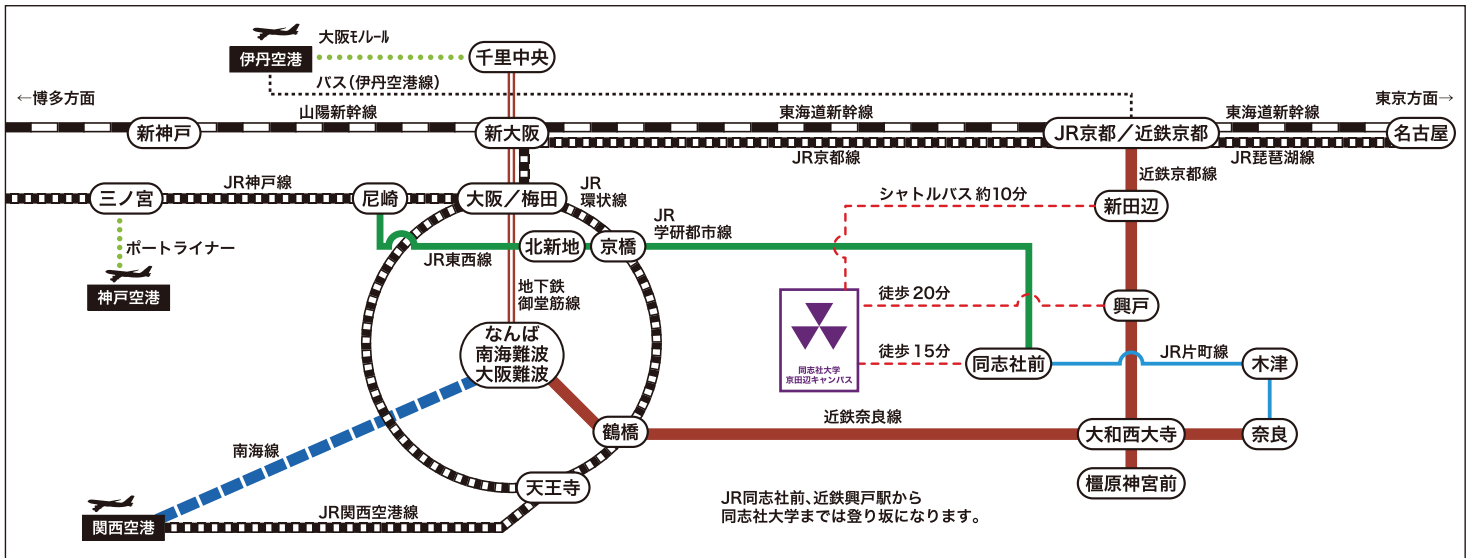 大阪モノレール
伊丹空港
千里中央
バス（伊丹空港線）
←博多方面
東京方面→
山陽新幹線
東海道新幹線
東海道新幹線
新神戸
新大阪
JR京都／近鉄京都
名古屋
JR京都線
JR琵琶湖線
近鉄京都線
JR神戸線
JR
環状線
シャトルバス 約10分
三ノ宮
尼崎
大阪／梅田
新田辺
JR
学研都市線
ポートライナー
JR東西線
北新地
京橋
神戸空港
地下鉄
御堂筋線
徒歩 20分
興戸
なんば
南海難波
大阪難波
徒歩 15分
同志社前
JR片町線
木津
同志社大学
京田辺キャンパス
近鉄奈良線
鶴橋
大和西大寺
奈良
南海線
天王寺
橿原神宮前
関西空港
JR関西空港線
JR同志社前、近鉄興戸駅から
同志社大学までは登り坂になります。